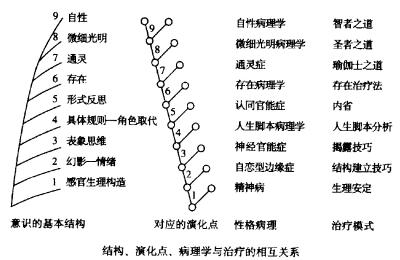 9 自性 9 自性病理学 智者之道
8 微细光明 8 微细光明病理学 圣者之道
7 通灵 7 通灵症 瑜伽士之道
6 存在 6 存在病理学 存在治疗法
5 形式反思 5 认同官能症 内省
4 具体规则—角色取代 4 人生脚本病理学 人生脚本分析
3 表象思维 3 神经官能症 揭露技巧
2 幻影—情绪 2 自恋型边缘症 结构建立技巧
1 感官生理构造 1 精神病 生理安定
意识的基本结构 对应的演化点 性格病理 治疗模式
结构、演化点、病理学与治疗的相互关系